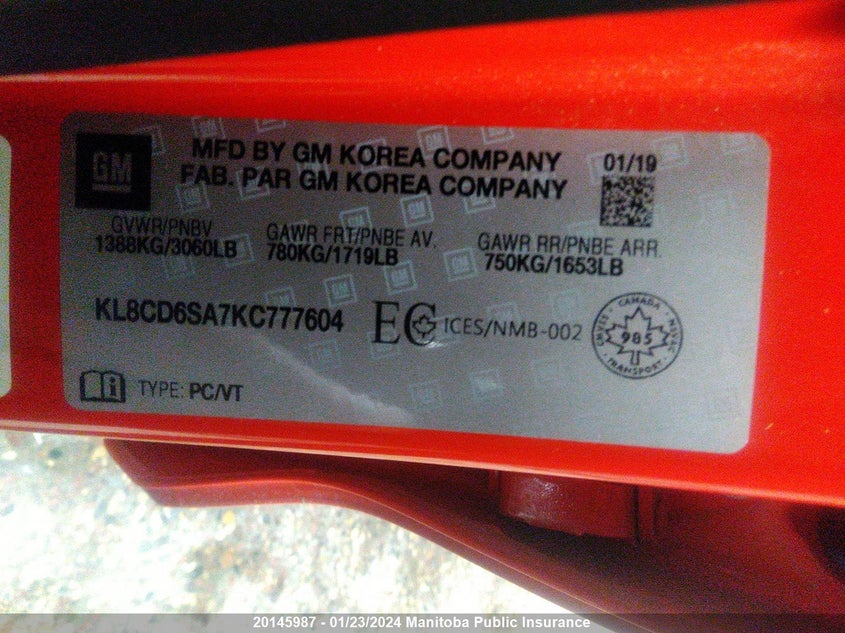 GM
MFD BY GM KOREA COMPANY
FAB. PAR GM KOREA COMPANY
01/19
GVWR/PNBV
1388KG/3060LB
GAWR FRT/PNBE AV.
780KG/1719LB
GAWR RR/PNBE ARR.
750KG/1653LB
KL8CD6SA7KC777604
EC ICES/NMB-002
CANADA
985
TRANSPORT
i TYPE: PC/VT
20145987 - 01/23/2024 Manitoba Public Insurance